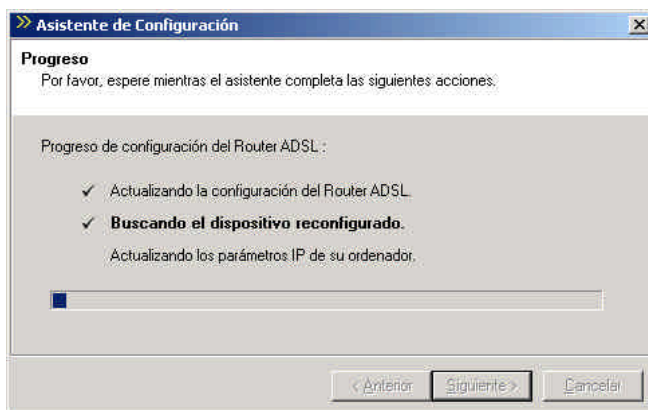 Asistente de Configuración
Progreso
Por favor, espere mientras el asistente completa las siguientes acciones.
Progreso de configuración del Router ADSL :
Actualizando la configuración del Router ADSL.
Buscando el dispositivo reconfigurado.
Actualizando los parámetros IP de su ordenador.
< Anterior Siguiente > Cancelar